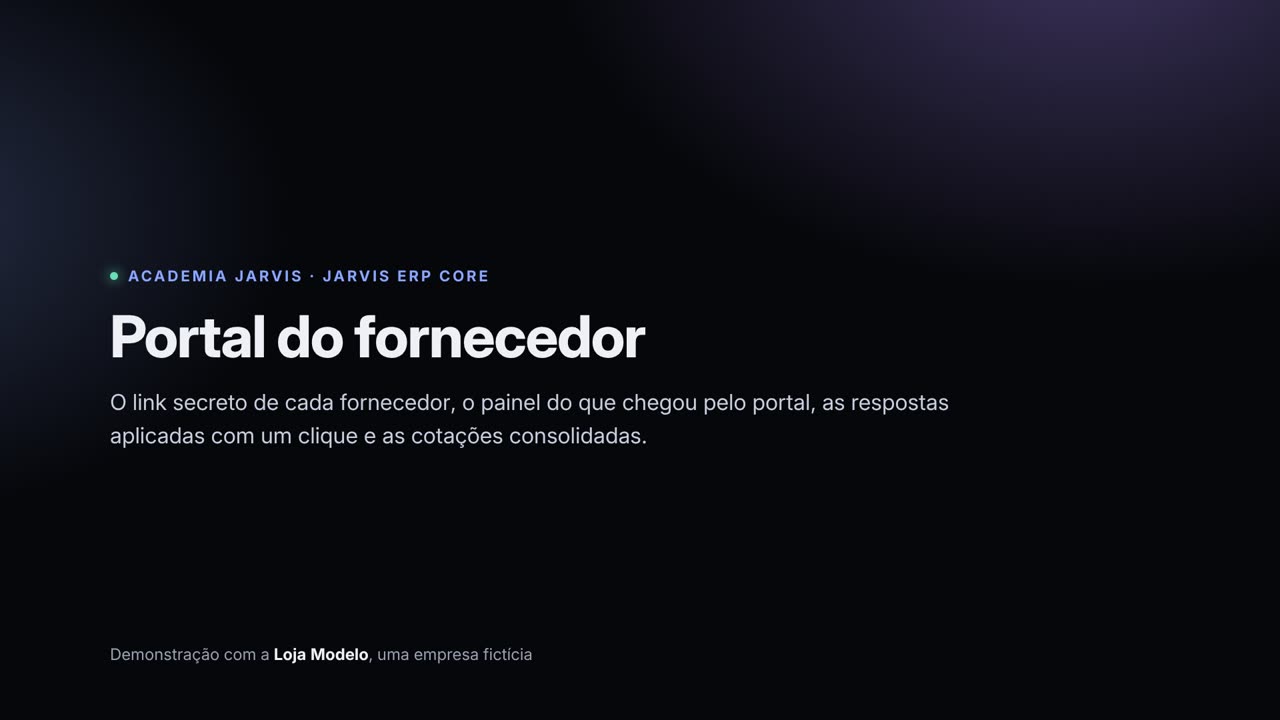 ACADEMIA JARVIS · JARVIS ERP CORE
Portal do fornecedor
O link secreto de cada fornecedor, o painel do que chegou pelo portal, as respostas
aplicadas com um clique e as cotações consolidadas.
Demonstração com a Loja Modelo, uma empresa fictícia